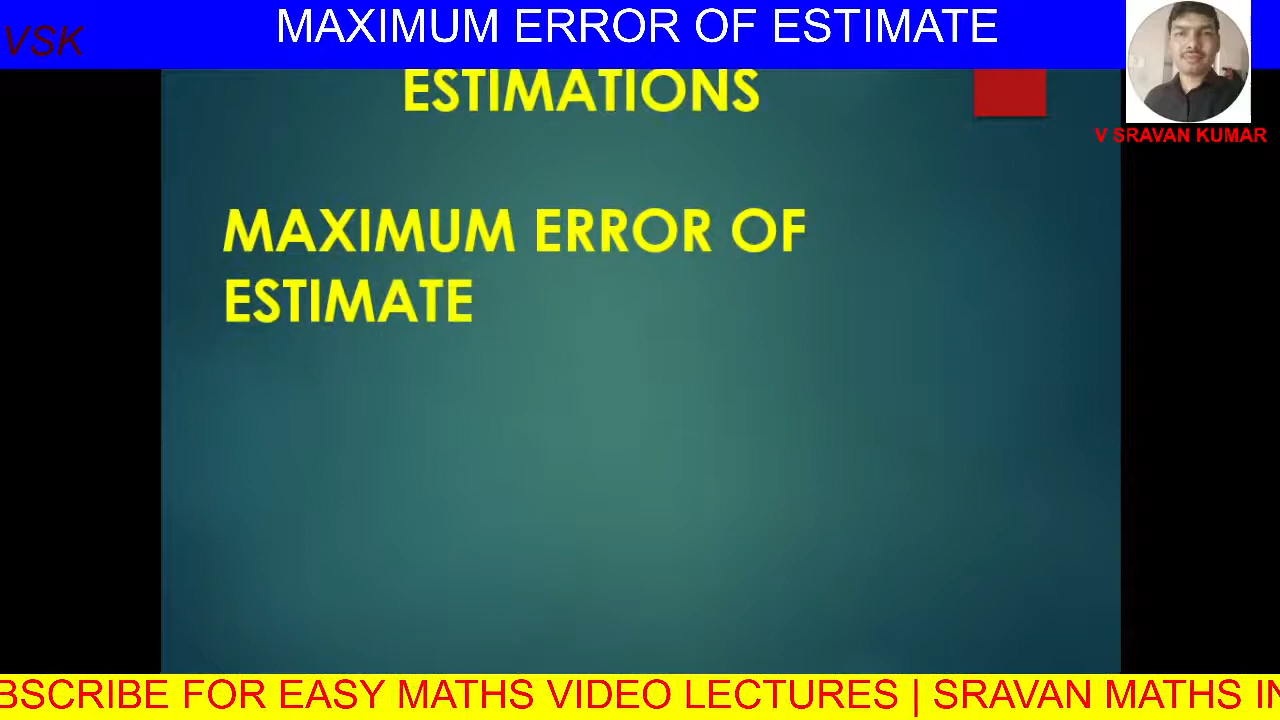 VSK
MAXIMUM ERROR OF ESTIMATE
V SRAVAN KUMAR
ESTIMATIONS
MAXIMUM ERROR OF
ESTIMATE
BSCRIBE FOR EASY MATHS VIDEO LECTURES | SRAVAN MATHS IN